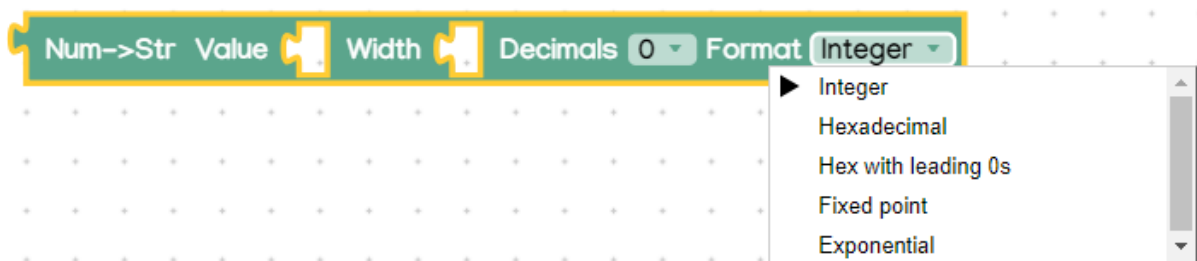 Num->Str Value Width Decimals 0 Format Integer
Integer
Hexadecimal
Hex with leading 0s
Fixed point
Exponential